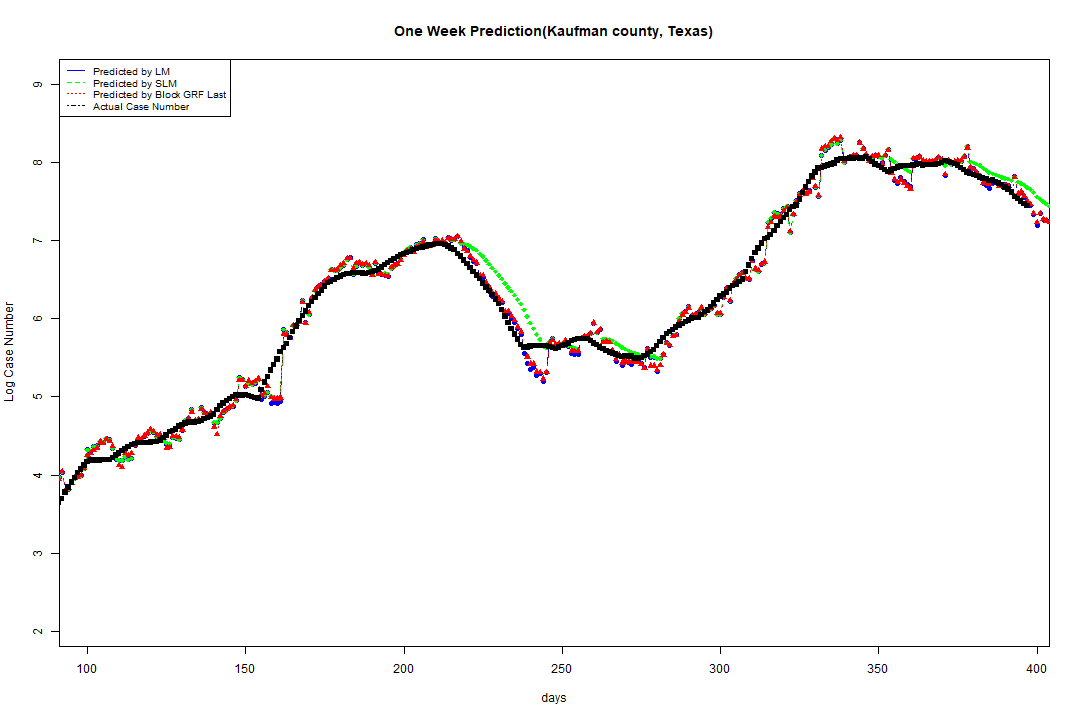 One Week Prediction(Kaufman county, Texas)
Predicted by LM
Predicted by SLM
Predicted by Block GRF Last
Actual Case Number
9
8
7
6
5
4
3
2
Log Case Number
100 150 200 250 300 350 400
days